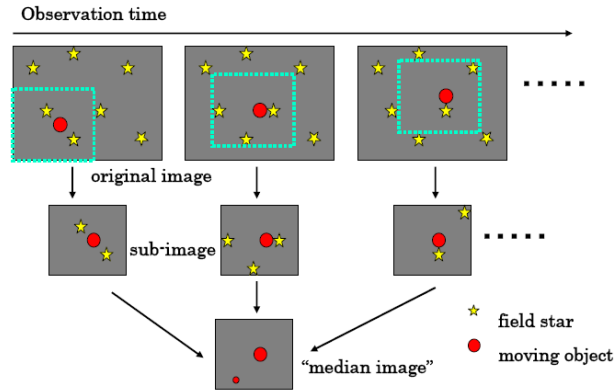 Observation time
original image
sub-image
field star
"median image"
moving object